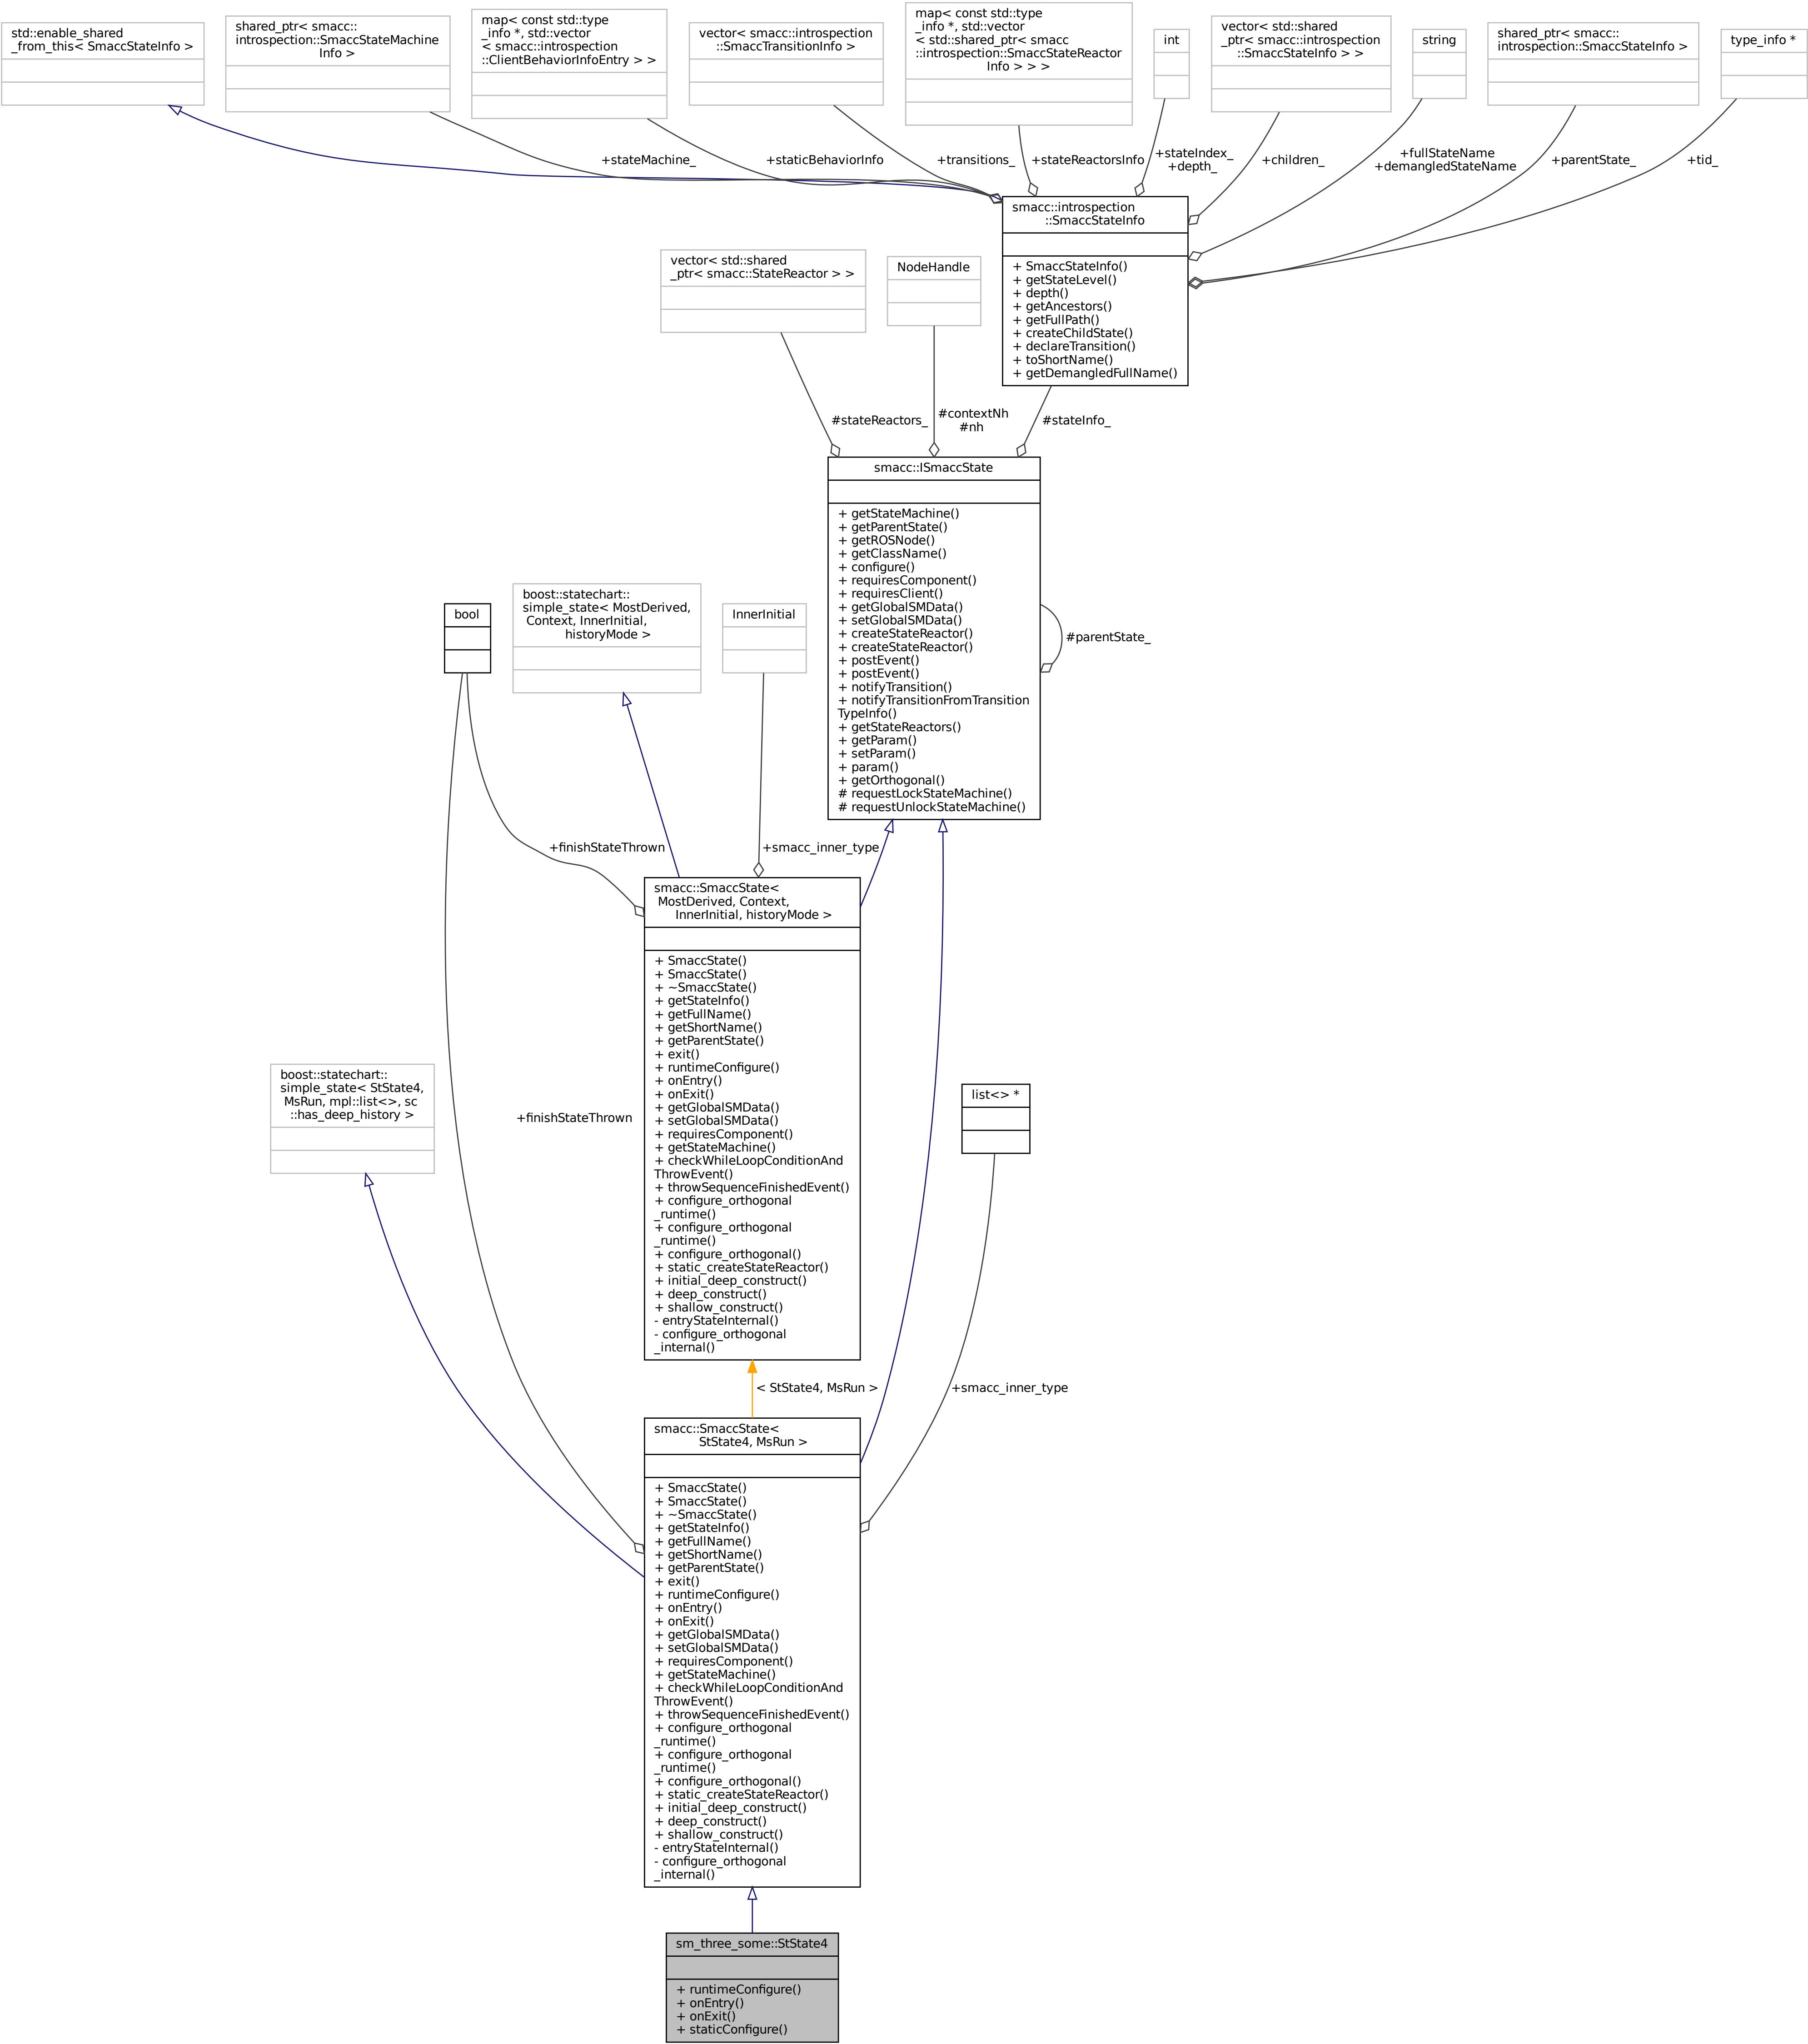 std::enable_shared
_from_this< SmaccStateInfo >
shared_ptr< smacc::
introspection::SmaccStateMachine
Info >
map< const std::type
_info *, std::vector
< smacc::introspection
::ClientBehaviorInfoEntry > >
vector< smacc::introspection
::SmaccTransitionInfo >
map< const std::type
_info *, std::vector
< std::shared_ptr< smacc
::introspection::SmaccStateReactor
Info > > >
int
vector< std::shared
_ptr< smacc::introspection
::SmaccStateInfo > >
string
shared_ptr< smacc::
introspection::SmaccStateInfo >
type_info *
+stateMachine_
+staticBehaviorInfo
+transitions_
+stateReactorsInfo
+stateIndex_
+depth_
+children_
+fullStateName
+demangledStateName
+parentState_
+tid_
smacc::introspection
::SmaccStateInfo
+ SmaccStateInfo()
+ getStateLevel()
+ depth()
+ getAncestors()
+ getFullPath()
+ createChildState()
+ declareTransition()
+ toShortName()
+ getDemangledFullName()
vector< std::shared
_ptr< smacc::StateReactor > >
NodeHandle
#stateReactors_
#contextNh
#nh
#stateInfo_
smacc::ISmaccState
+ getStateMachine()
+ getParentState()
+ getROSNode()
+ getClassName()
+ configure()
+ requiresComponent()
+ requiresClient()
+ getGlobalSMData()
+ setGlobalSMData()
+ createStateReactor()
+ createStateReactor()
+ postEvent()
+ postEvent()
+ notifyTransition()
+ notifyTransitionFromTransition
TypeInfo()
+ getStateReactors()
+ getParam()
+ setParam()
+ param()
+ getOrthogonal()
# requestLockStateMachine()
# requestUnlockStateMachine()
#parentState_
bool
boost::statechart::
simple_state< MostDerived,
Context, InnerInitial,
historyMode >
InnerInitial
+finishStateThrown
+smacc_inner_type
smacc::SmaccState<
MostDerived, Context,
InnerInitial, historyMode >
+ SmaccState()
+ SmaccState()
+ ~SmaccState()
+ getStateInfo()
+ getFullName()
+ getShortName()
+ getParentState()
+ exit()
+ runtimeConfigure()
+ onEntry()
+ onExit()
+ getGlobalSMData()
+ setGlobalSMData()
+ requiresComponent()
+ getStateMachine()
+ checkWhileLoopConditionAnd
ThrowEvent()
+ throwSequenceFinishedEvent()
+ configure_orthogonal
_runtime()
+ configure_orthogonal
_runtime()
+ configure_orthogonal()
+ static_createStateReactor()
+ initial_deep_construct()
+ deep_construct()
+ shallow_construct()
- entryStateInternal()
- configure_orthogonal
_internal()
boost::statechart::
simple_state< StState4,
MsRun, mpl::list<>, sc
::has_deep_history >
+finishStateThrown
list<> *
< StState4, MsRun >
+smacc_inner_type
smacc::SmaccState<
StState4, MsRun >
+ SmaccState()
+ SmaccState()
+ ~SmaccState()
+ getStateInfo()
+ getFullName()
+ getShortName()
+ getParentState()
+ exit()
+ runtimeConfigure()
+ onEntry()
+ onExit()
+ getGlobalSMData()
+ setGlobalSMData()
+ requiresComponent()
+ getStateMachine()
+ checkWhileLoopConditionAnd
ThrowEvent()
+ throwSequenceFinishedEvent()
+ configure_orthogonal
_runtime()
+ configure_orthogonal
_runtime()
+ configure_orthogonal()
+ static_createStateReactor()
+ initial_deep_construct()
+ deep_construct()
+ shallow_construct()
- entryStateInternal()
- configure_orthogonal
_internal()
sm_three_some::StState4
+ runtimeConfigure()
+ onEntry()
+ onExit()
+ staticConfigure()